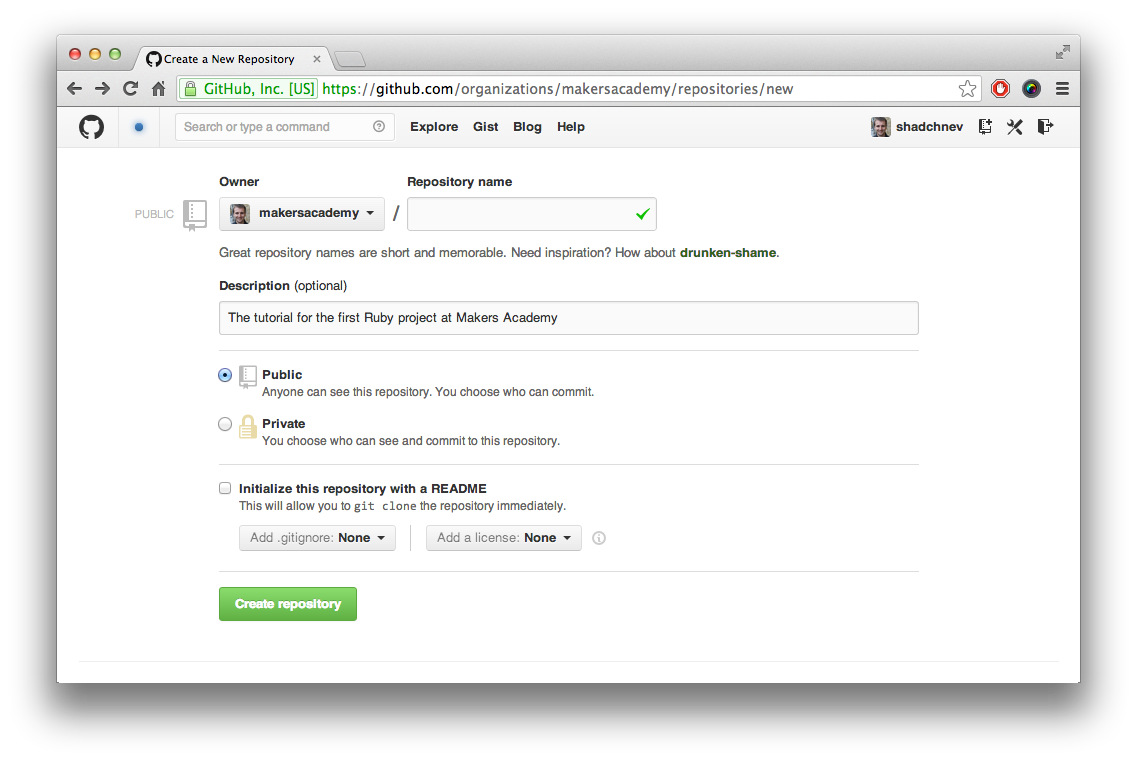 Create a New Repository
GitHub, Inc. [US] https://github.com/organizations/makersacademy/repositories/new
Search or type a command Explore Gist Blog Help shadchnev
Owner Repository name
PUBLIC makersacademy /
Great repository names are short and memorable. Need inspiration? How about drunken-shame.
Description (optional)
The tutorial for the first Ruby project at Makers Academy
Public
Anyone can see this repository. You choose who can commit.
Private
You choose who can see and commit to this repository.
Initialize this repository with a README
This will allow you to git clone the repository immediately.
Add .gitignore: None Add a license: None
Create repository